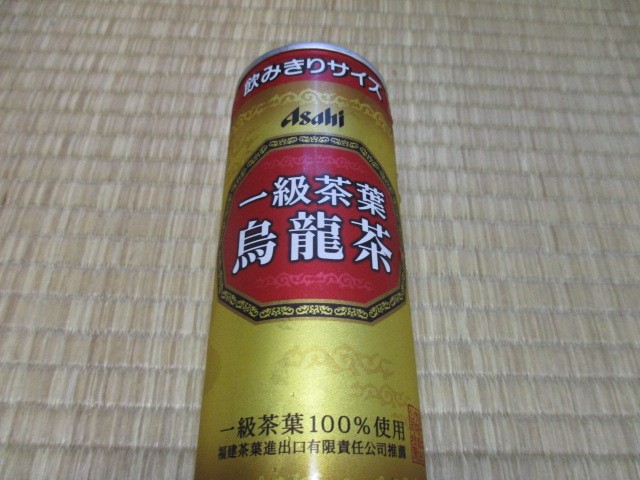 飲みきりサイズ
Asahi
一級茶葉
烏龍茶
一級茶葉100%使用
福建茶葉進出口有限責任公司推薦